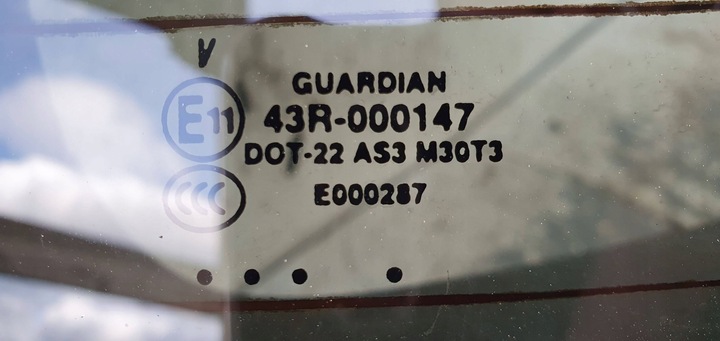 V
GUARDIAN
E11 43R-000147
DOT-22 AS3 M30T3
CCC E000287